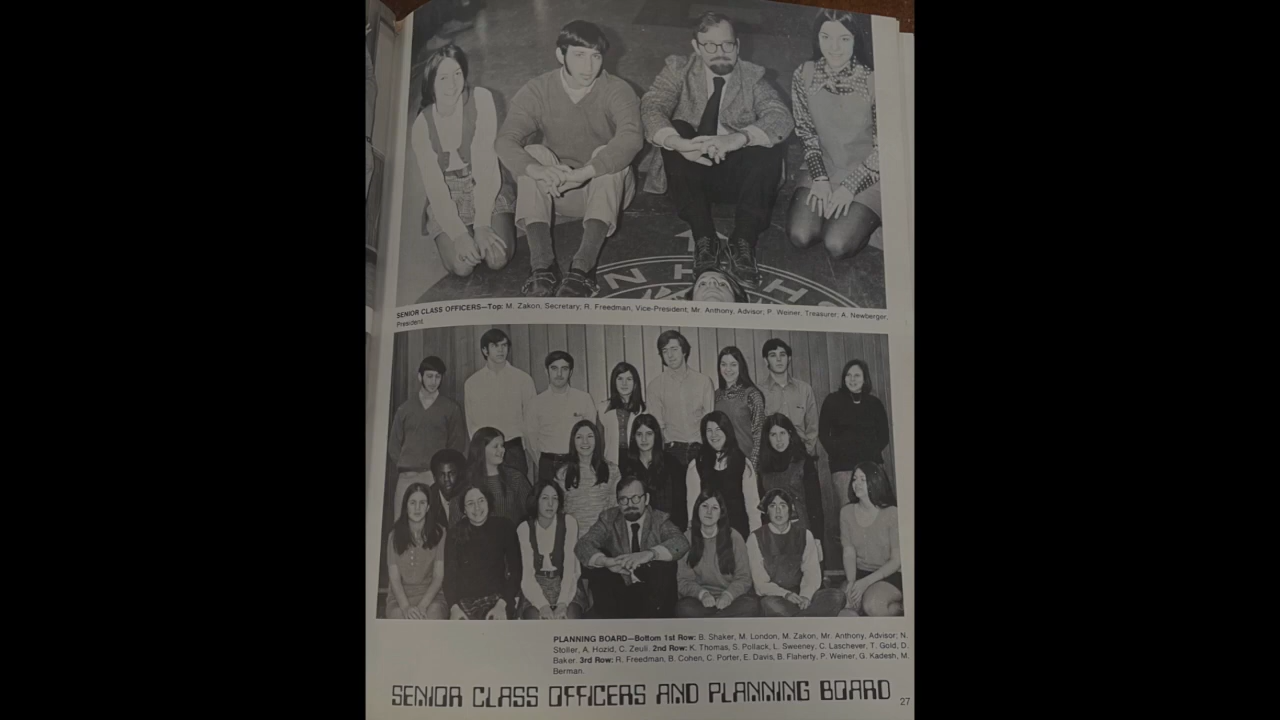 N HIGH
SENIOR CLASS OFFICERS—Top: M. Zakon, Secretary; R. Freedman, Vice-President; Mr. Anthony, Advisor; P. Weiner, Treasurer; A. Newberger,
President.
PLANNING BOARD—Bottom 1st Row: B. Shaker, M. London, M. Zakon, Mr. Anthony, Advisor; N.
Stoller, A. Hozid, C. Zeuli. 2nd Row: K. Thomas, S. Pollack, L. Sweeney, C. Laschever, T. Gold, D.
Baker. 3rd Row: R. Freedman, B. Cohen, C. Porter, E. Davis, B. Flaherty, P. Weiner, G. Kadesh, M.
Berman.
SENIOR CLASS OFFICERS AND PLANNING BOARD
27